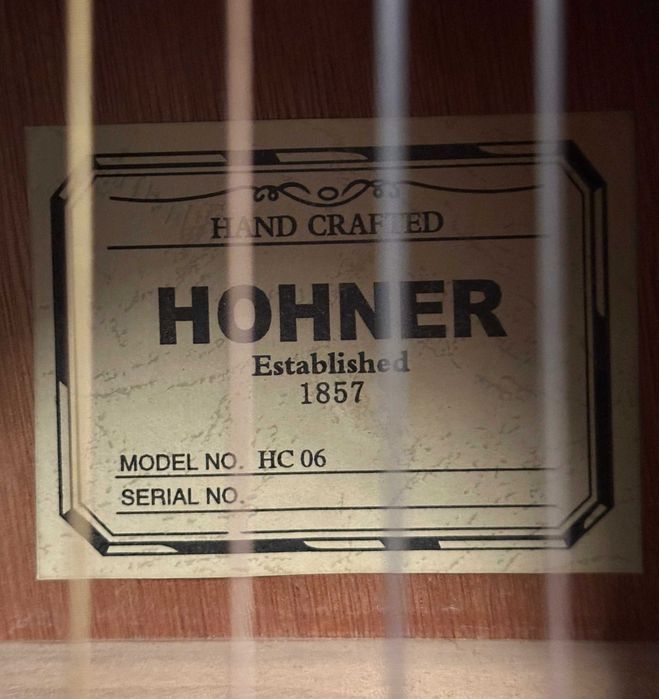 HAND CRAFTED
HOHNER
Established
1857
MODEL NO. HC 06
SERIAL NO.